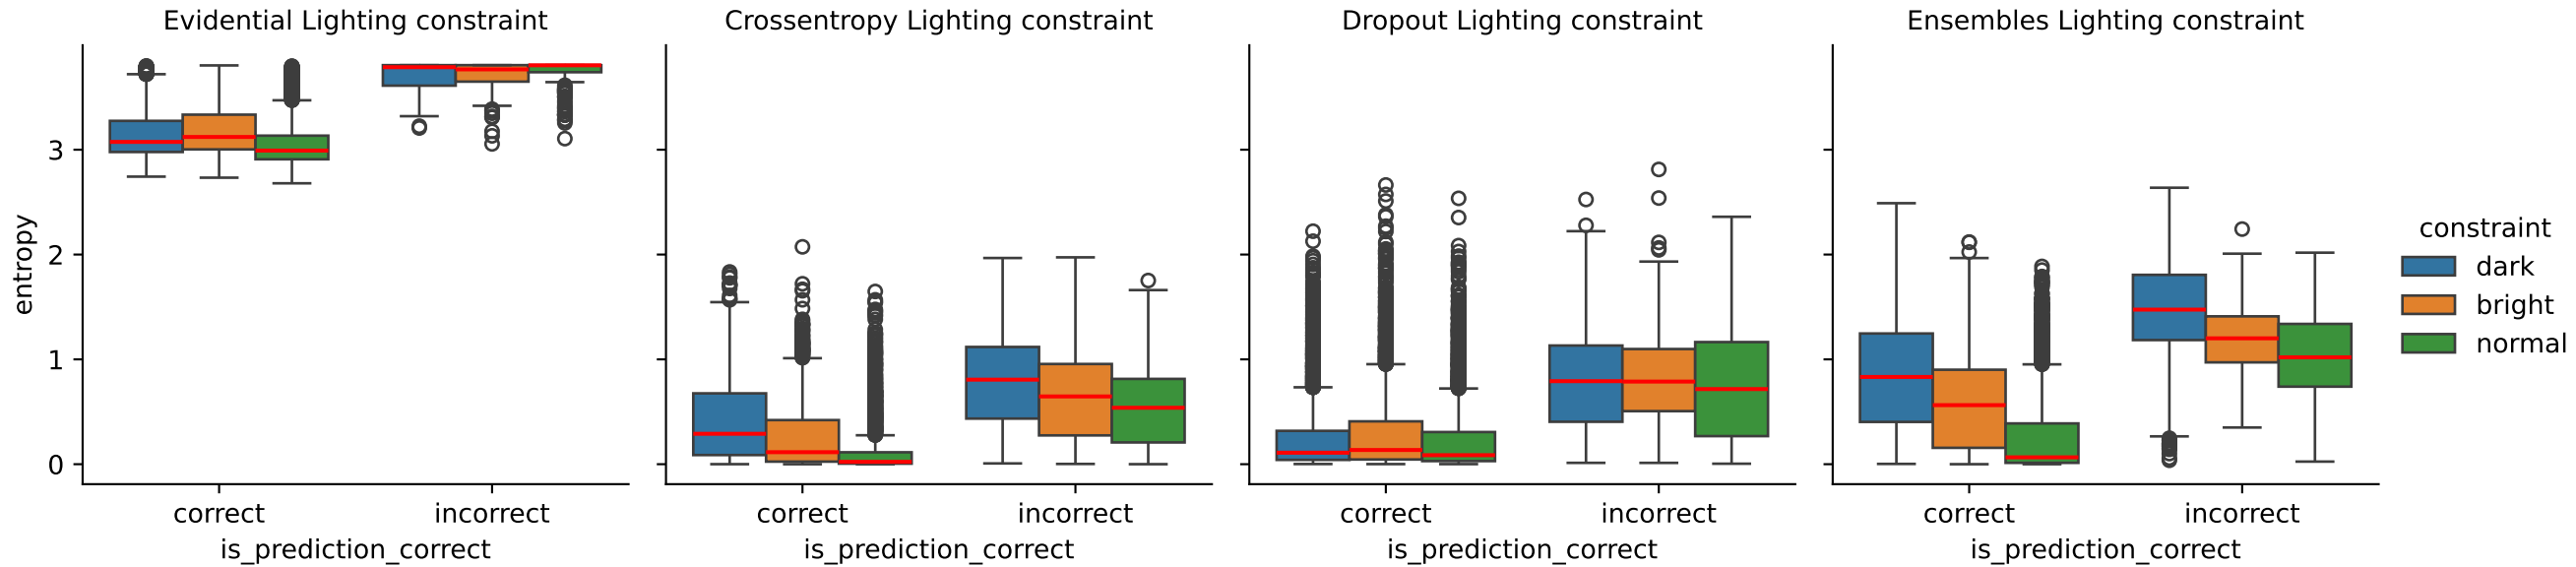 Evidential Lighting constraint
Crossentropy Lighting constraint
Dropout Lighting constraint
Ensembles Lighting constraint
entropy
3
2
1
0
correct
incorrect
is_prediction_correct
correct
incorrect
is_prediction_correct
correct
incorrect
is_prediction_correct
correct
incorrect
is_prediction_correct
constraint
dark
bright
normal